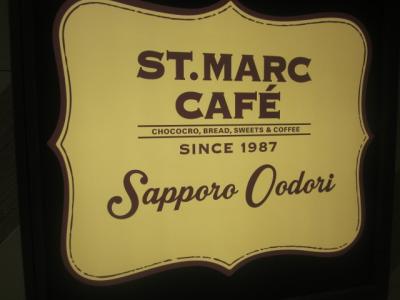 ST.MARC
CAFÉ
CHOCOCRO, BREAD, SWEETS & COFFEE
SINCE 1987
Sapporo Oodori